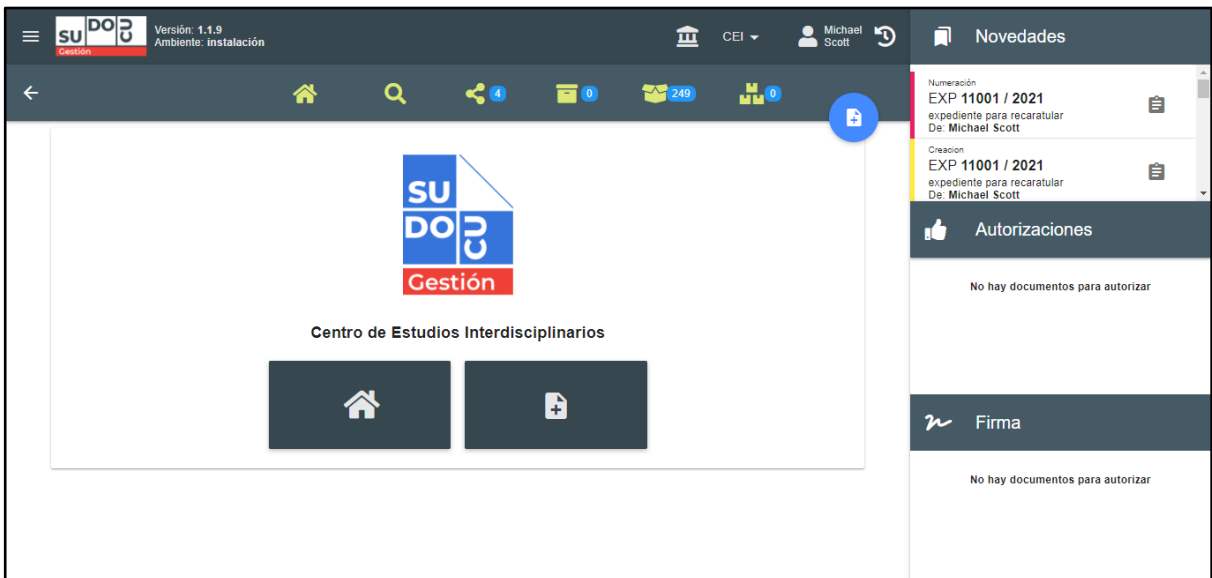 SU DO CU
Gestión
Versión: 1.1.9
Ambiente: instalación
CEI
Michael
Scott
4
0
249
0
SU
DO CU
Gestión
Centro de Estudios Interdisciplinarios
Novedades
Numeración
EXP 11001 / 2021
expediente para recaratular
De: Michael Scott
Creacion
EXP 11001 / 2021
expediente para recaratular
De: Michael Scott
Autorizaciones
No hay documentos para autorizar
Firma
No hay documentos para autorizar